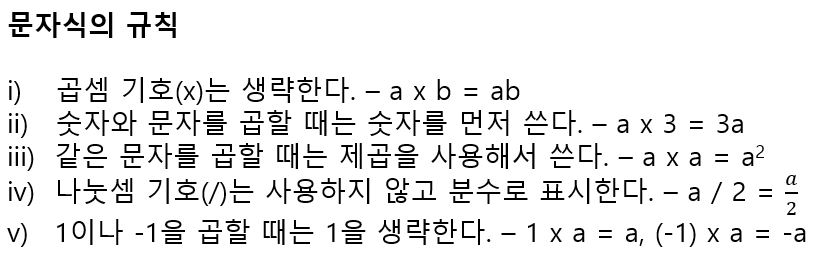 문자식의 규칙
i) 곱셈 기호(x)는 생략한다. – a x b = ab
ii) 숫자와 문자를 곱할 때는 숫자를 먼저 쓴다. – a x 3 = 3a
iii) 같은 문자를 곱할 때는 제곱을 사용해서 쓴다. – a x a = a²
iv) 나눗셈 기호(/)는 사용하지 않고 분수로 표시한다. – a / 2 = a/2
v) 1이나 -1을 곱할 때는 1을 생략한다. – 1 x a = a, (-1) x a = -a